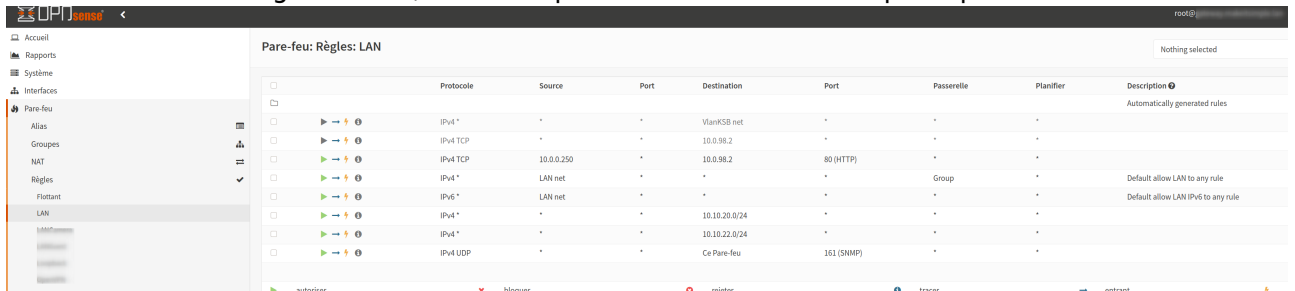 OPNsense <
root@
Accueil
Rapports
Système
Interfaces
Pare-feu
Alias
Groupes
NAT
Règles
Flottant
LAN
Pare-feu: Règles: LAN
Nothing selected
Protocole Source Port Destination Port Passerelle Planifier Description
Automatically generated rules
IPv4 * * * VlanKSB net * * *
IPv4 TCP * * 10.0.98.2 * * *
IPv4 TCP 10.0.0.250 * 10.0.98.2 80 (HTTP) * *
IPv4 * LAN net * * * Group * Default allow LAN to any rule
IPv6 * LAN net * * * * * Default allow LAN IPv6 to any rule
IPv4 * * * 10.10.20.0/24 * * *
IPv4 * * * 10.10.22.0/24 * * *
IPv4 UDP * * Ce Pare-feu 161 (SNMP) * *
autoriser bloquer rejeter tracer entrant